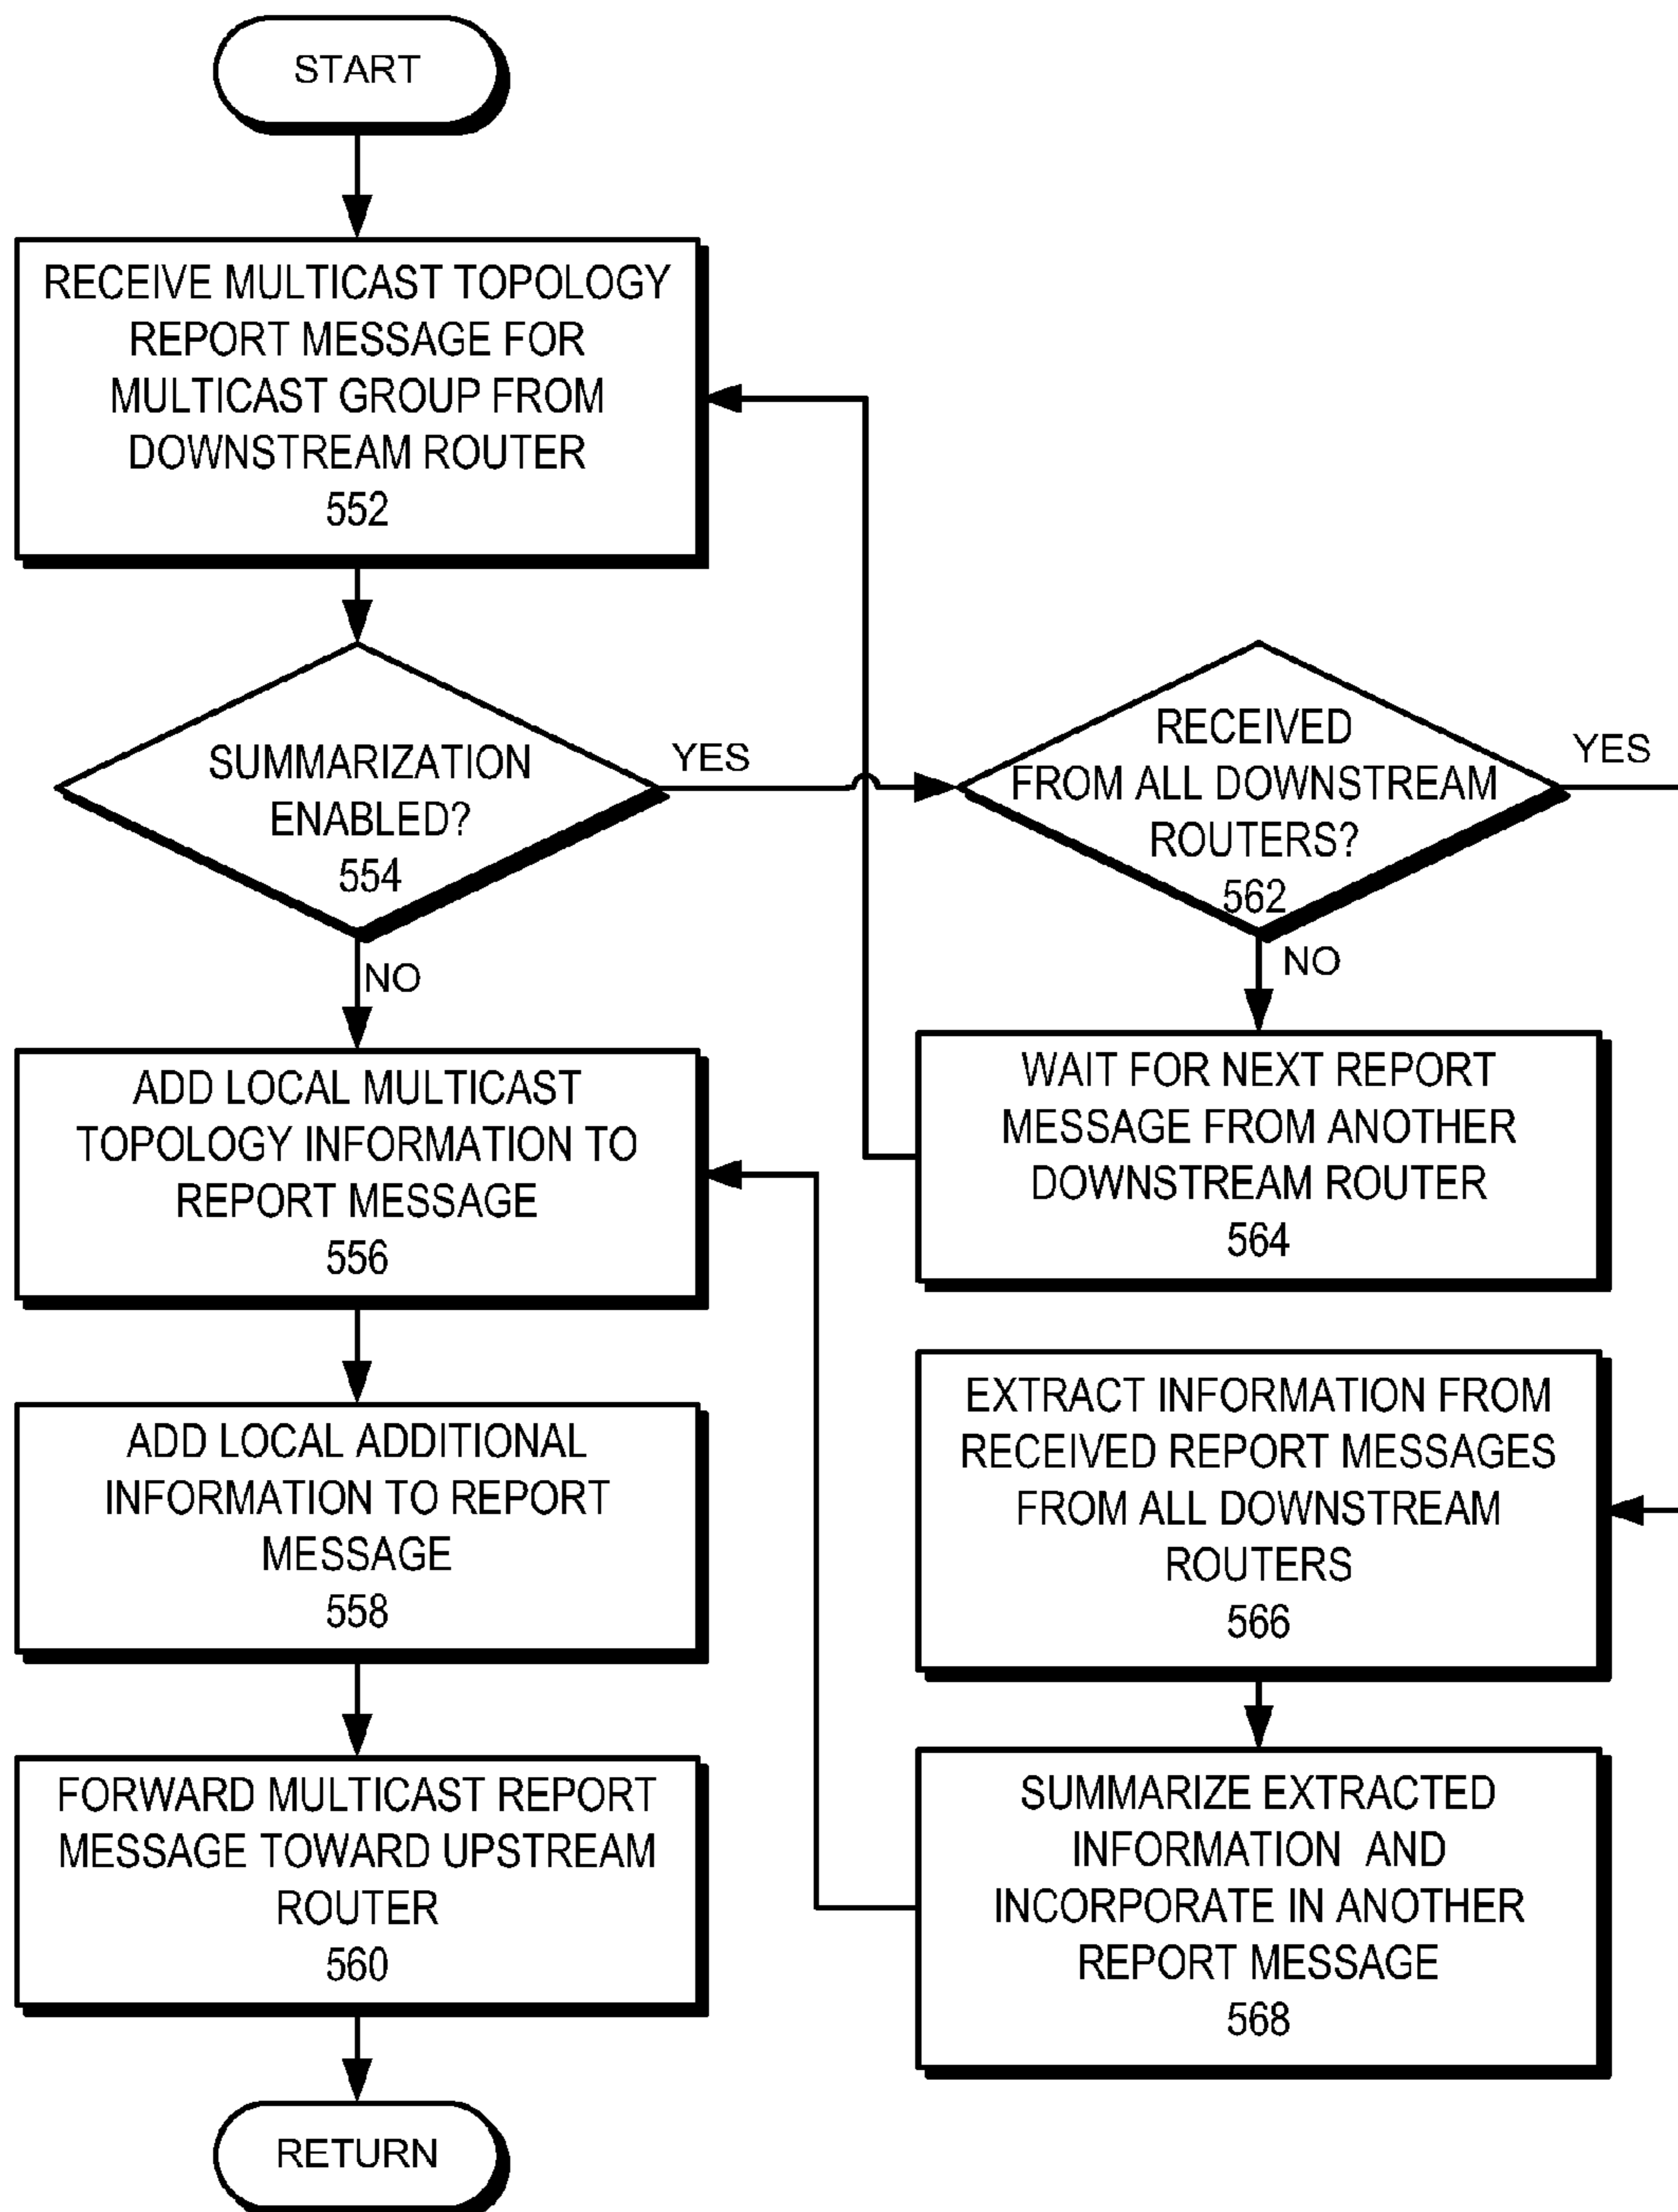 START
RECEIVE MULTICAST TOPOLOGY
REPORT MESSAGE FOR
MULTICAST GROUP FROM
DOWNSTREAM ROUTER
552
SUMMARIZATION
ENABLED?
554
YES
NO
RECEIVED
FROM ALL DOWNSTREAM
ROUTERS?
562
YES
NO
WAIT FOR NEXT REPORT
MESSAGE FROM ANOTHER
DOWNSTREAM ROUTER
564
ADD LOCAL MULTICAST
TOPOLOGY INFORMATION TO
REPORT MESSAGE
556
EXTRACT INFORMATION FROM
RECEIVED REPORT MESSAGES
FROM ALL DOWNSTREAM
ROUTERS
566
ADD LOCAL ADDITIONAL
INFORMATION TO REPORT
MESSAGE
558
SUMMARIZE EXTRACTED
INFORMATION AND
INCORPORATE IN ANOTHER
REPORT MESSAGE
568
FORWARD MULTICAST REPORT
MESSAGE TOWARD UPSTREAM
ROUTER
560
RETURN